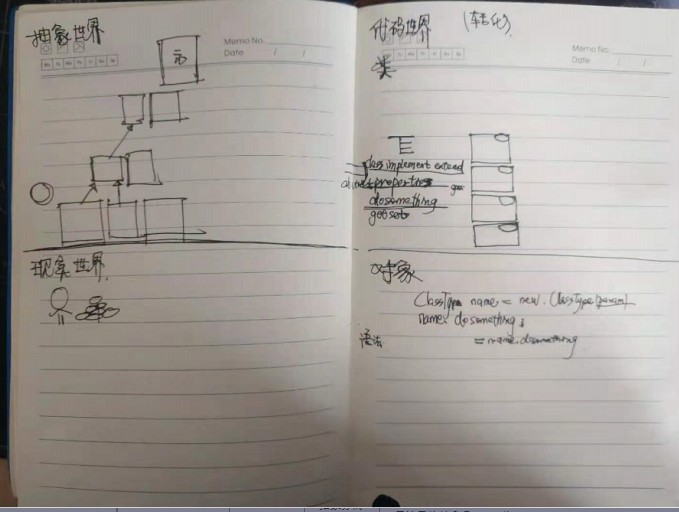 抽象世界
Memo No.
Date / /
示
现象世界
代码世界 (转化)
Memo No.
Date / /
类
class implement extend
properties
dosomething
get set
对象
ClassType name = new ClassType(param)
name. dosomething;
语法
= name.dosomething